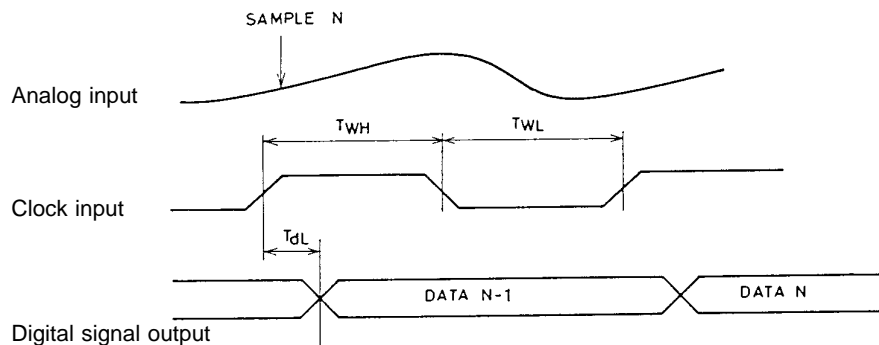 SAMPLE N
Analog input
TWH TWL
Clock input
TdL
DATA N-1 DATA N
Digital signal output